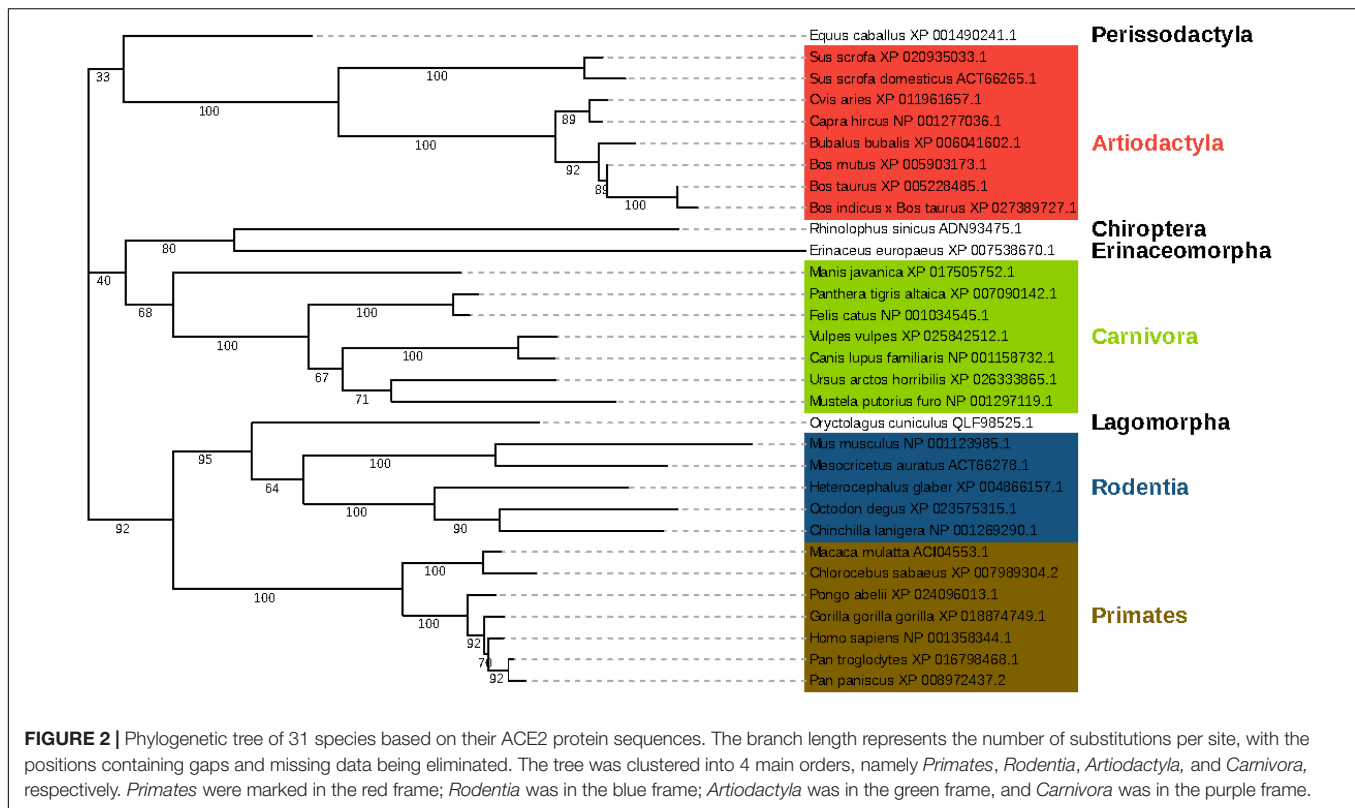 Equus caballus XP 001490241.1 Perissodactyla
33
Sus scrofa XP 020935033.1
100
Sus scrofa domesticus ACT66265.1
100
Ovis aries XP 011961657.1
89
Capra hircus NP 001277036.1
100
Bubalus bubalis XP 006041602.1 Artiodactyla
92
Bos mutus XP 005903173.1
89
Bos taurus XP 005228485.1
100
Bos indicus x Bos taurus XP 027389727.1
Rhinolophus sinicus ADN93475.1 Chiroptera
80
Erinaceus europaeus XP 007538670.1 Erinaceomorpha
40
Manis javanica XP 017505752.1
68
Panthera tigris altaica XP 007090142.1
100
Felis catus NP 001034545.1
100
Vulpes vulpes XP 025842512.1 Carnivora
100
Canis lupus familiaris NP 001158732.1
67
Ursus arctos horribilis XP 026333865.1
71
Mustela putorius furo NP 001297119.1
Oryctolagus cuniculus QLF98525.1 Lagomorpha
95
Mus musculus NP 001123985.1
100
Mesocricetus auratus ACT66278.1
64
Heterocephalus glaber XP 004866157.1 Rodentia
100
Octodon degus XP 023575315.1
90
Chinchilla lanigera NP 001269290.1
92
Macaca mulatta ACI04553.1
100
Chlorocebus sabaeus XP 007989304.2
100
Pongo abelii XP 024096013.1
100
Gorilla gorilla gorilla XP 018874749.1 Primates
92
Homo sapiens NP 001358344.1
70
Pan troglodytes XP 016798468.1
92
Pan paniscus XP 008972437.2
FIGURE 2 | Phylogenetic tree of 31 species based on their ACE2 protein sequences. The branch length represents the number of substitutions per site, with the
positions containing gaps and missing data being eliminated. The tree was clustered into 4 main orders, namely Primates, Rodentia, Artiodactyla, and Carnivora,
respectively. Primates were marked in the red frame; Rodentia was in the blue frame; Artiodactyla was in the green frame, and Carnivora was in the purple frame.